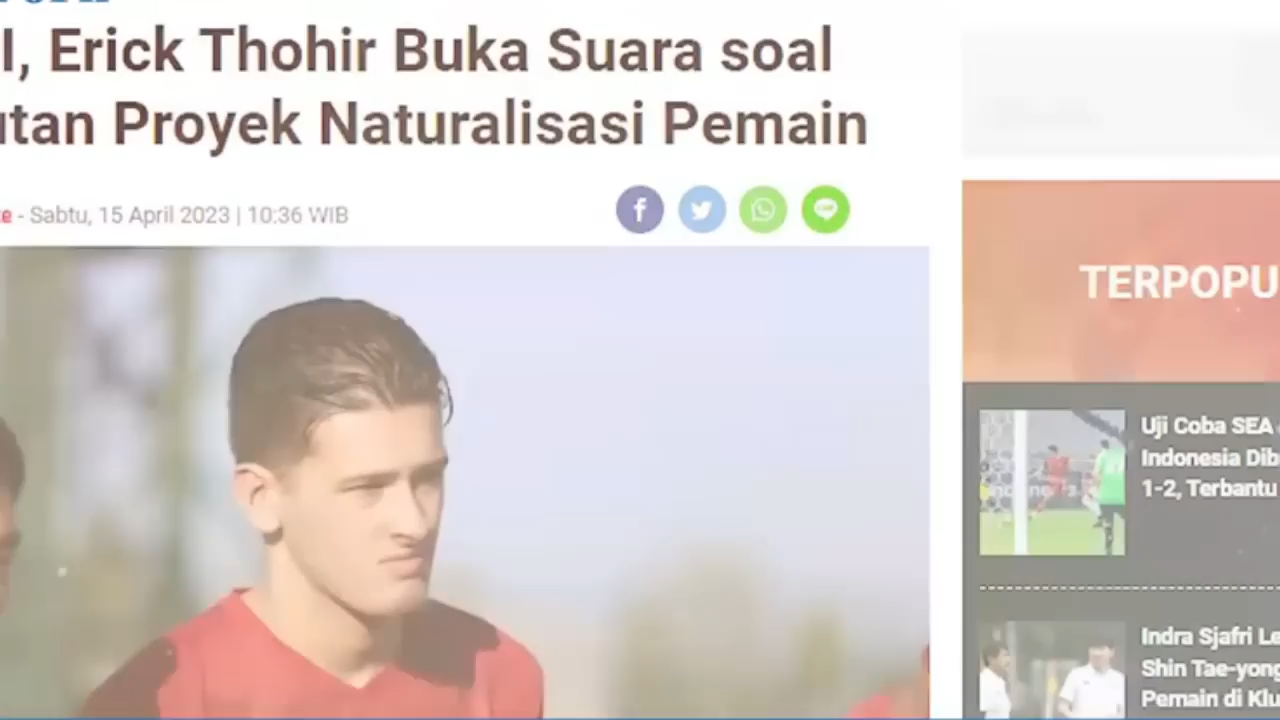 I, Erick Thohir Buka Suara soal
utan Proyek Naturalisasi Pemain
te - Sabtu, 15 April 2023 | 10:36 WIB
TERPOPU
Uji Coba SEA
Indonesia Dib
1-2, Terbantu
Indra Sjafri Le
Shin Tae-yong
Pemain di Klu